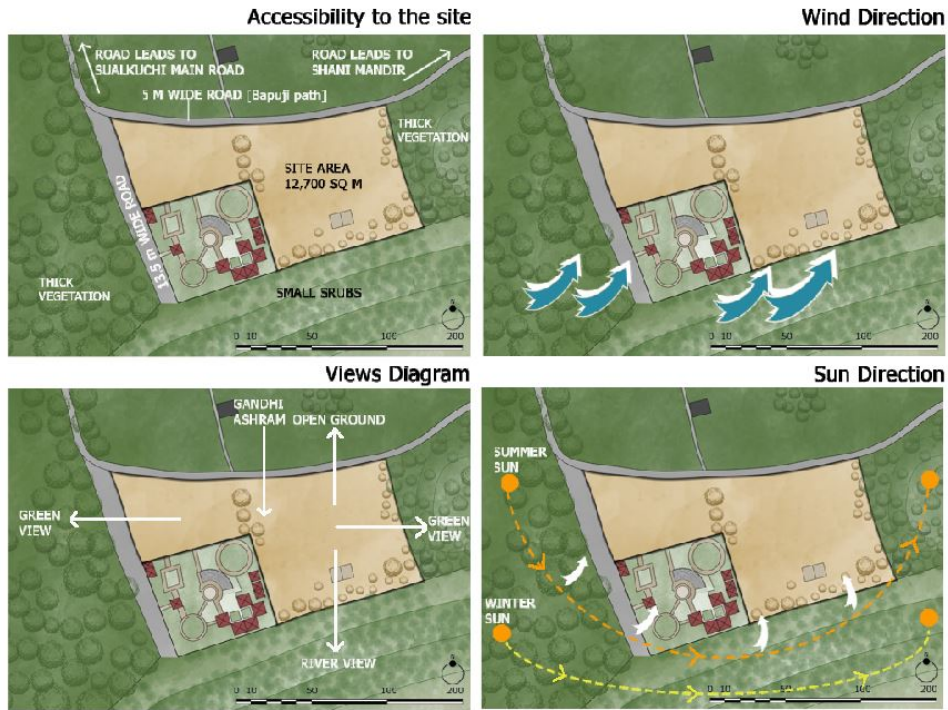 Accessibility to the site
ROAD LEADS TO
SUALKUCHI MAIN ROAD
ROAD LEADS TO
SHANI MANDIR
5 M WIDE ROAD [Bapuji path]
THICK
VEGETATION
SITE AREA
12,700 SQ M
13.5 m WIDE ROAD
THICK
VEGETATION
SMALL SRUBS
N
0 10 50 100 200
Wind Direction
N
0 10 50 100 200
Views Diagram
GANDHI
ASHRAM
OPEN GROUND
GREEN
VIEW
GREEN
VIEW
RIVER VIEW
N
0 10 50 100 200
Sun Direction
SUMMER
SUN
WINTER
SUN
N
0 10 50 100 200